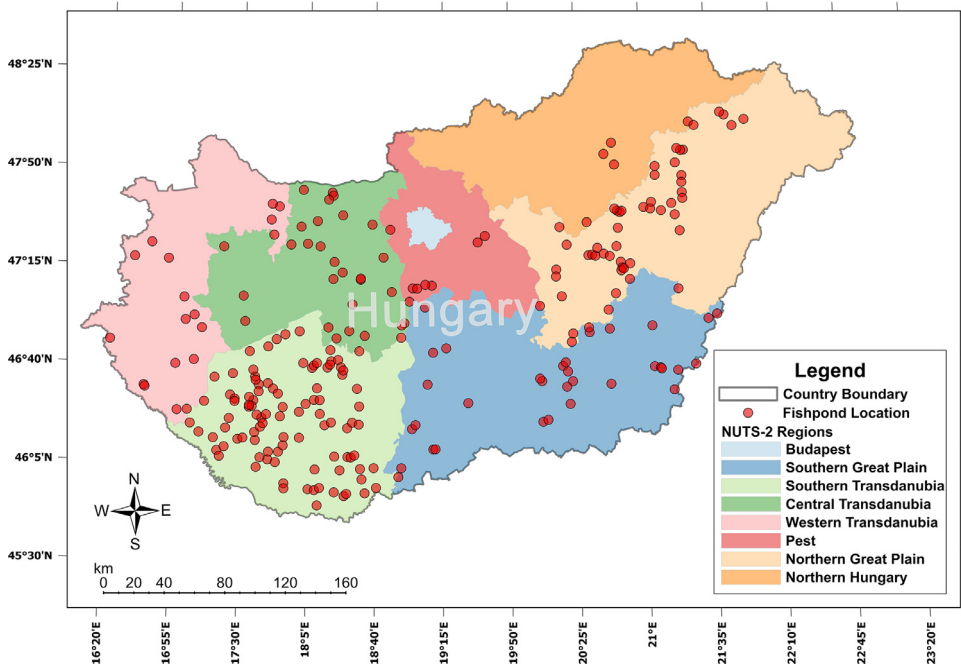 48°25'N
47°50'N
47°15'N
46°40'N
46°5'N
45°30'N
Hungary
N
W E
S
km
0 20 40 80 120 160
Legend
Country Boundary
Fishpond Location
NUTS-2 Regions
Budapest
Southern Great Plain
Southern Transdanubia
Central Transdanubia
Western Transdanubia
Pest
Northern Great Plain
Northern Hungary
16°20'E
16°55'E
17°30'E
18°5'E
18°40'E
19°15'E
19°50'E
20°25'E
21°E
21°35'E
22°10'E
22°45'E
23°20'E